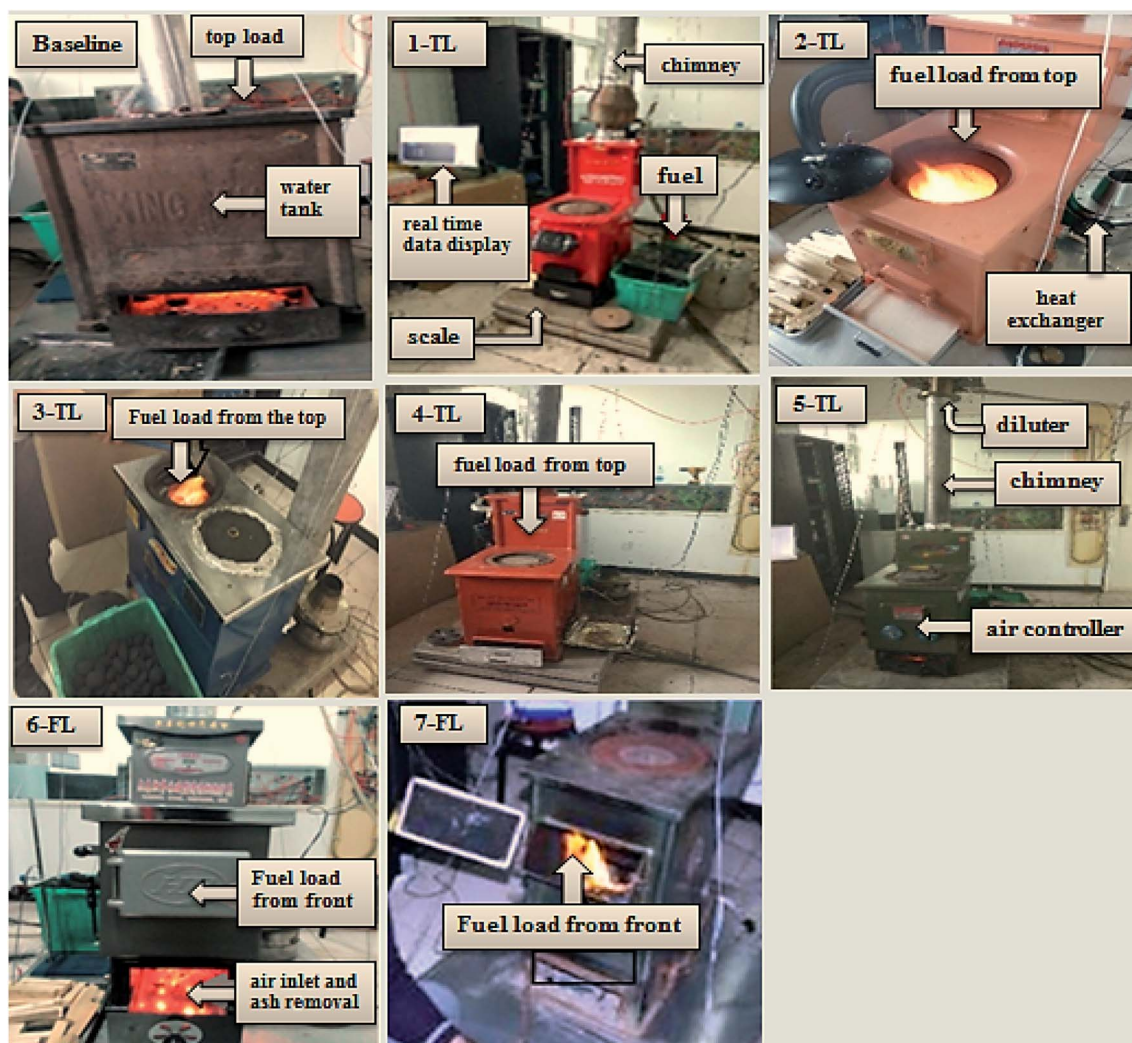 Baseline
top load
water
tank
1-TL
chimney
fuel
real time
data display
scale
2-TL
fuel load from top
heat
exchanger
3-TL
Fuel load from the top
4-TL
fuel load from top
5-TL
diluter
chimney
air controller
6-FL
Fuel load
from front
air inlet and
ash removal
7-FL
Fuel load from front